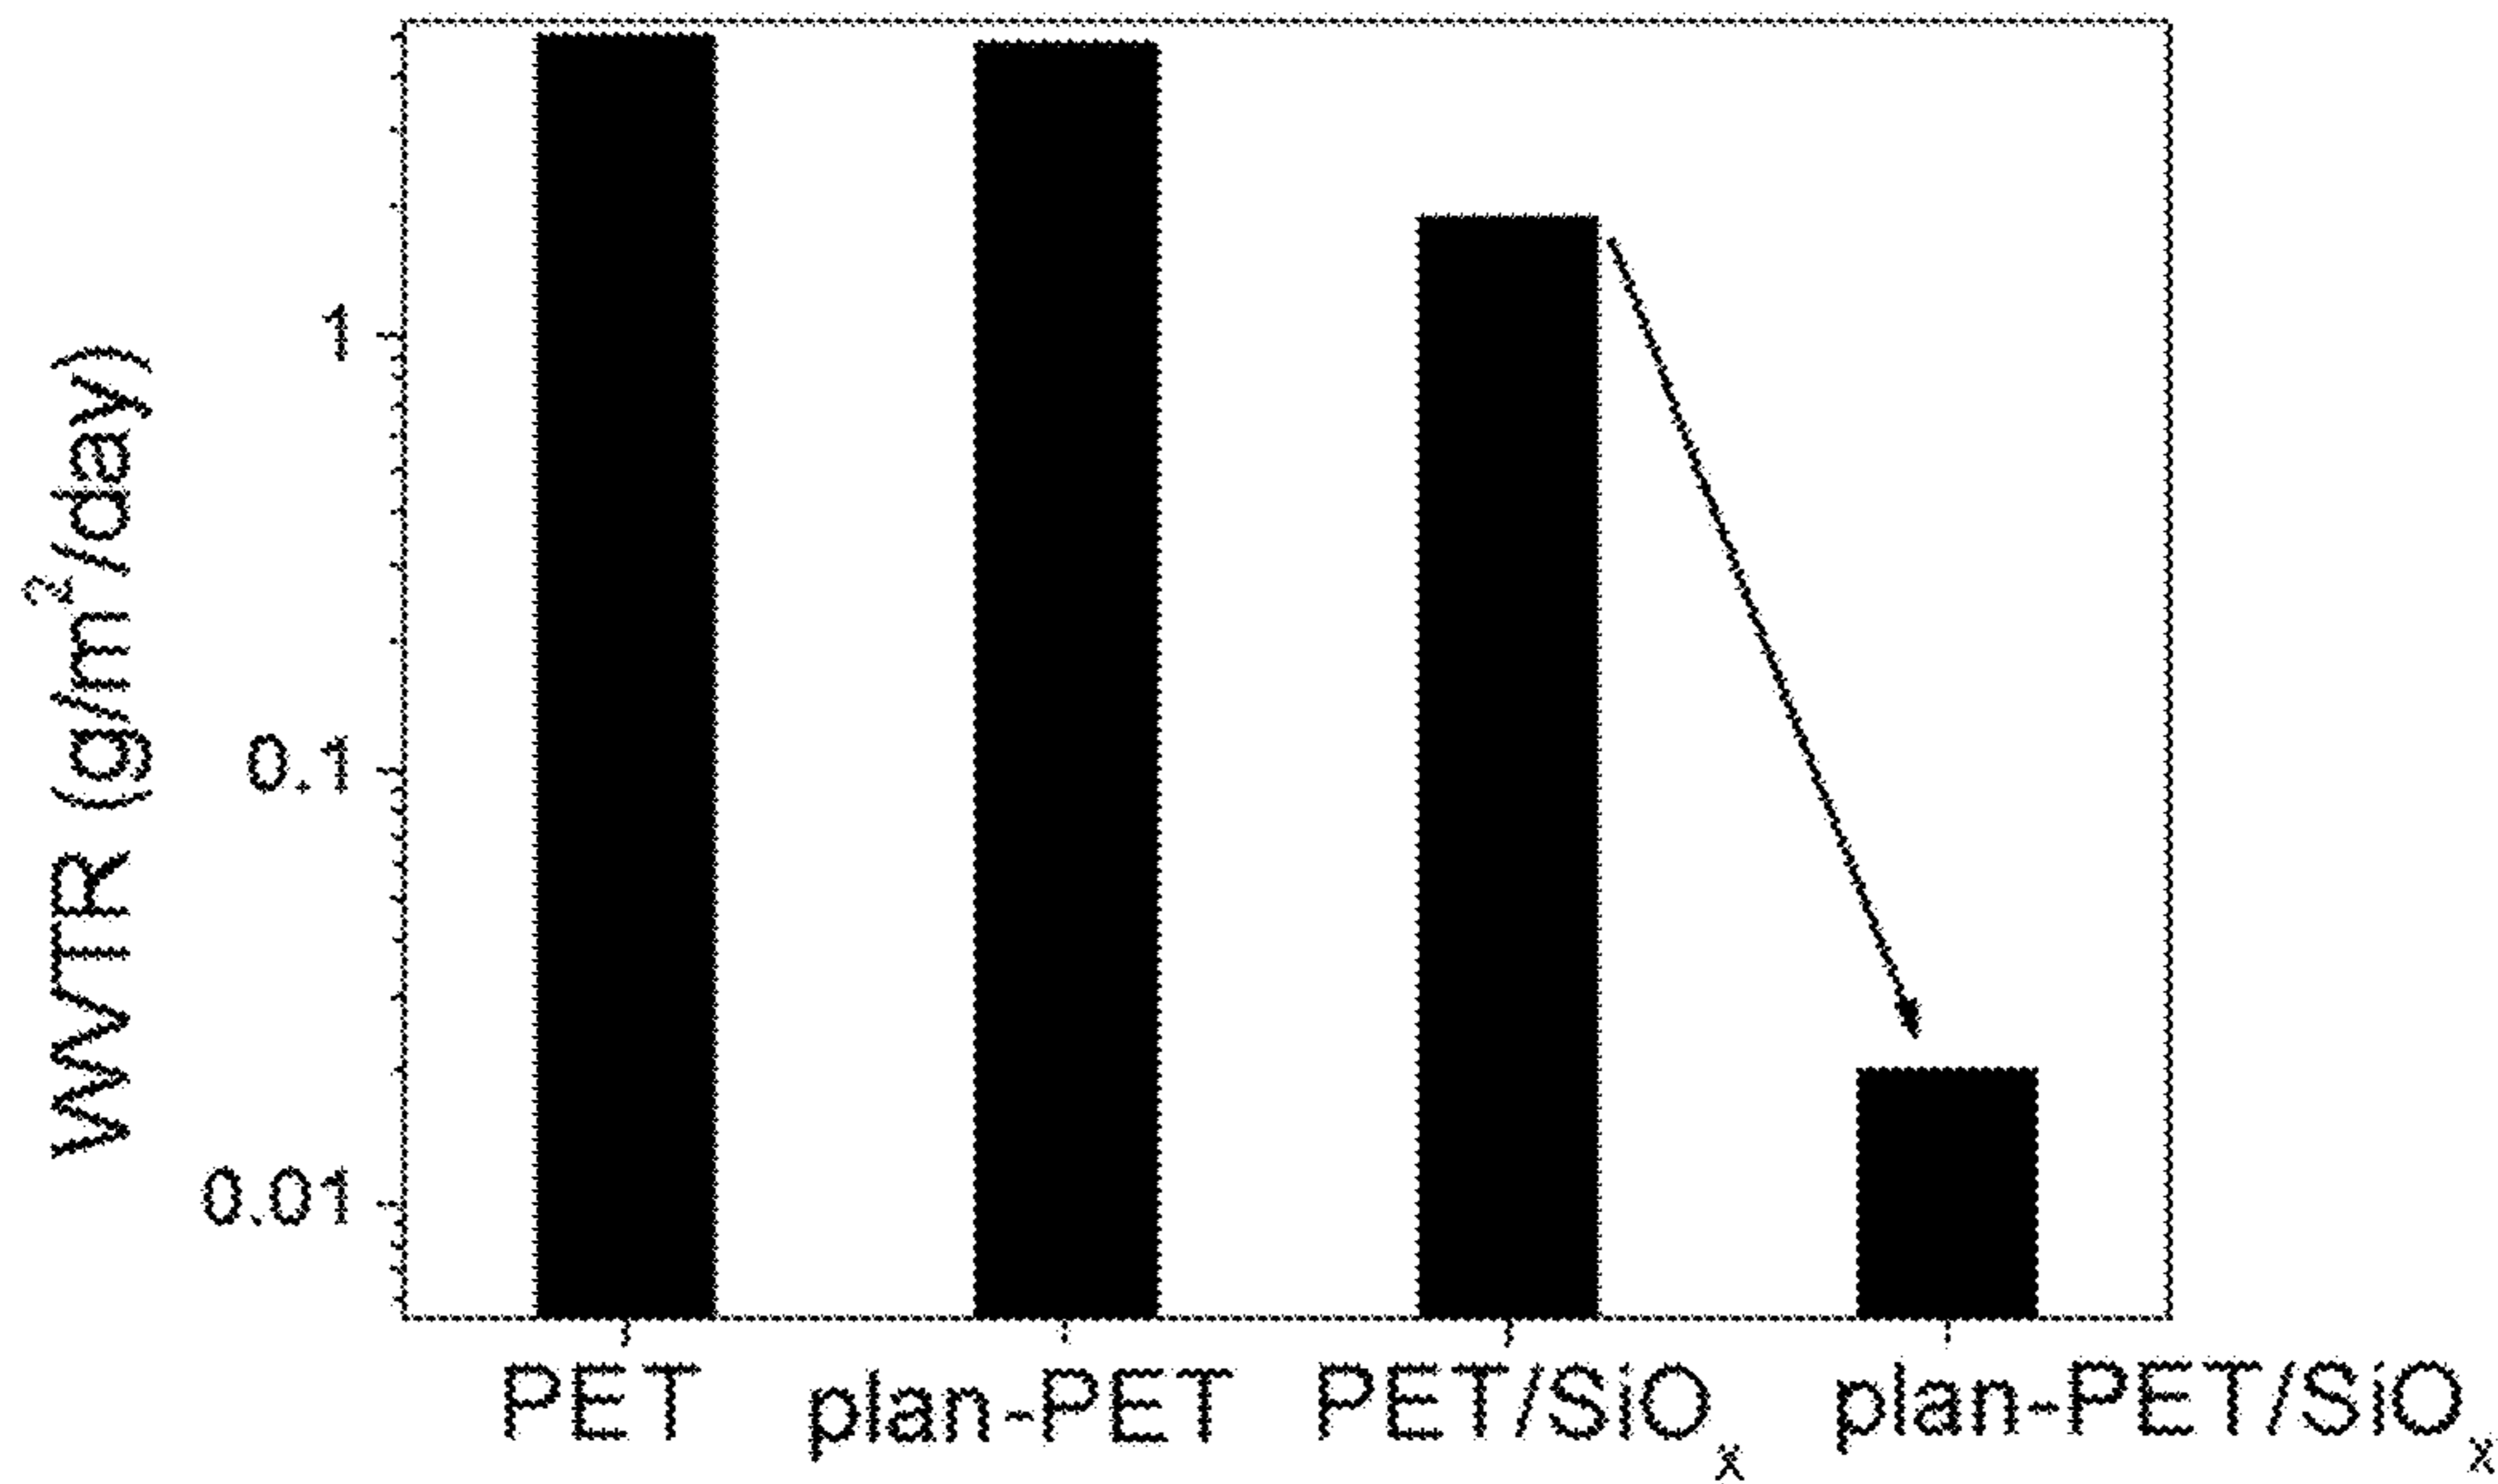 WVTR (g/m²/day)
1
0.1
0.01
PET plan-PET PET/SiOₓ plan-PET/SiOₓ